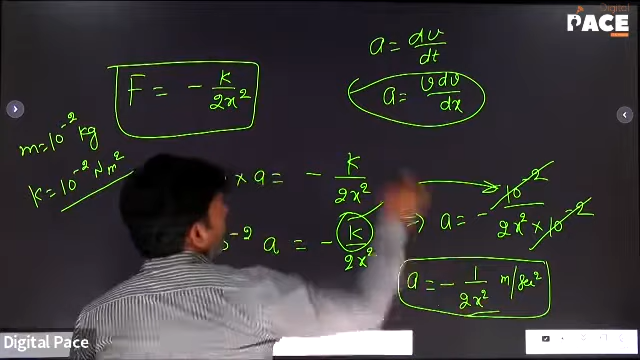 Digital
PACE
a = dv/dt
a = v dv/dx
F = - k/2x²
m = 10⁻² kg
k = 10⁻² Nm²
× a = - k/2x²
⁻² a = - k/2x²
⇒ a = - 10⁻²/2x² × 10⁻²
a = - 1/2x² m/sec²
Digital Pace